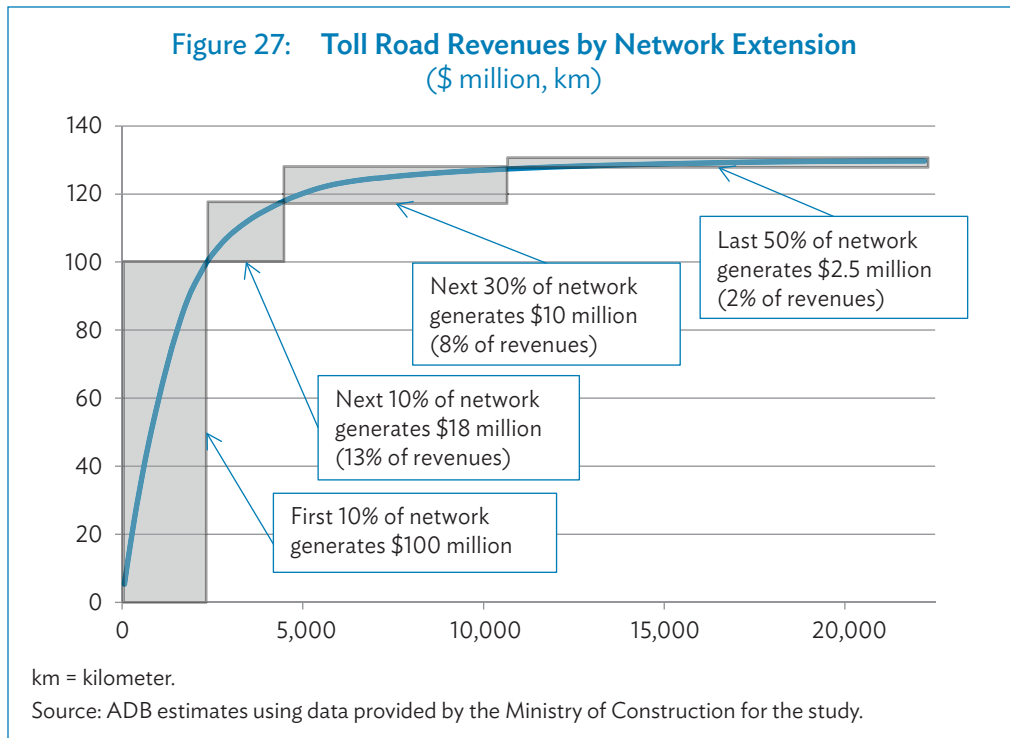 Figure 27: Toll Road Revenues by Network Extension
($ million, km)
140
120
100
80
60
40
20
0
Last 50% of network
generates $2.5 million
(2% of revenues)
Next 30% of network
generates $10 million
(8% of revenues)
Next 10% of network
generates $18 million
(13% of revenues)
First 10% of network
generates $100 million
0 5,000 10,000 15,000 20,000
km = kilometer.
Source: ADB estimates using data provided by the Ministry of Construction for the study.